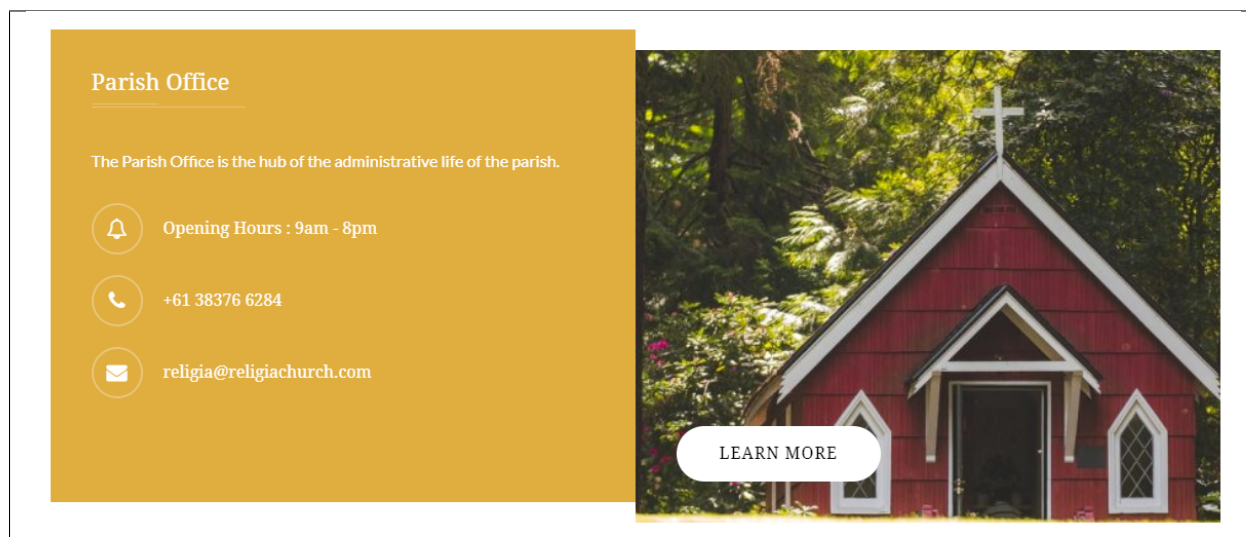 Parish Office
The Parish Office is the hub of the administrative life of the parish.
Opening Hours : 9am - 8pm
+61 38376 6284
religia@religiachurch.com
LEARN MORE